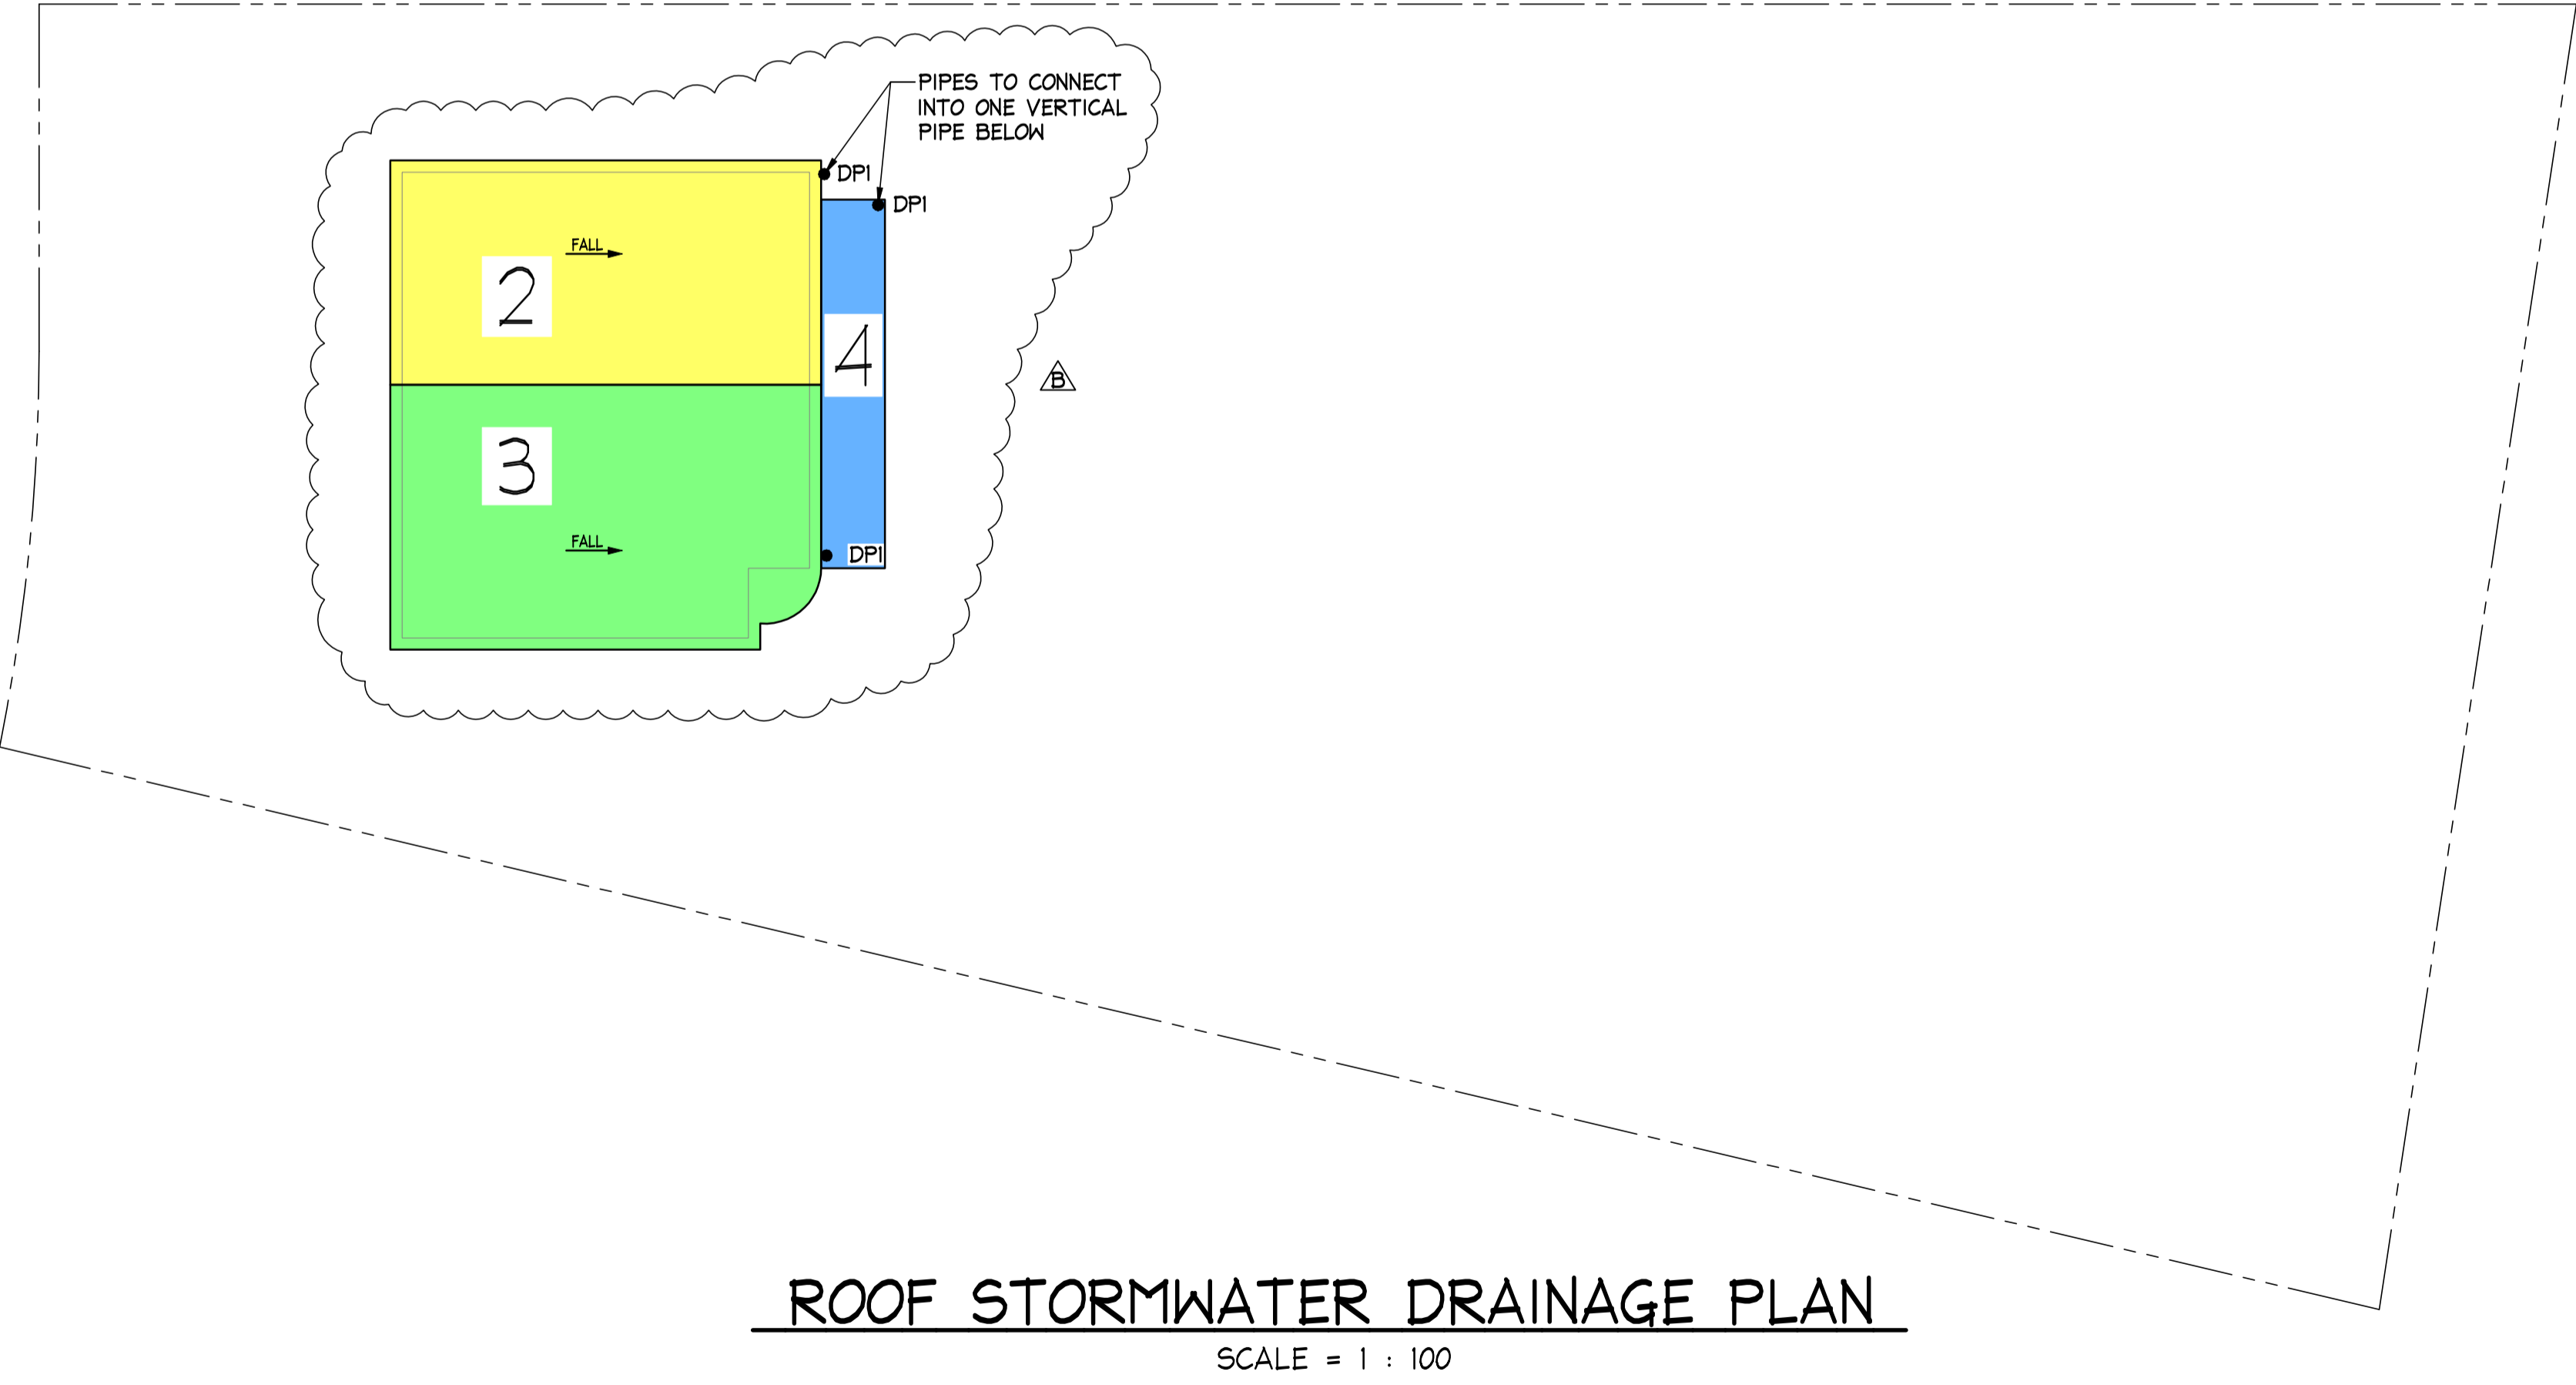 PIPES TO CONNECT
INTO ONE VERTICAL
PIPE BELOW
DP1
DP1
FALL
2
4
B
3
FALL
DP1
ROOF STORMWATER DRAINAGE PLAN
SCALE = 1 : 100